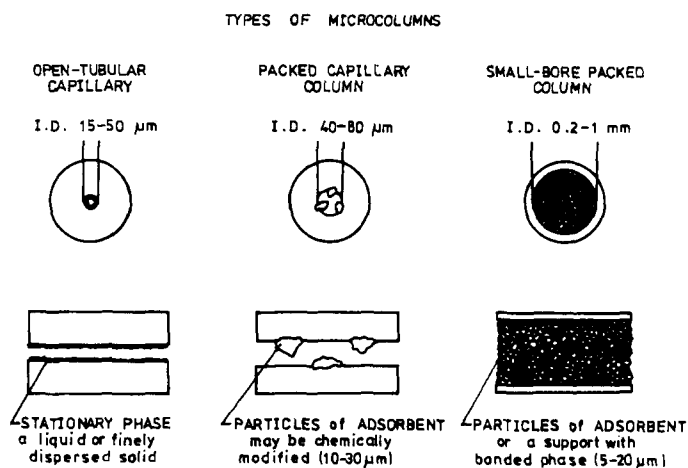 TYPES OF MICROCOLUMNS
OPEN-TUBULAR
CAPILLARY
I.D. 15-50 µm
PACKED CAPILLARY
COLUMN
I.D. 40-80 µm
SMALL-BORE PACKED
COLUMN
I.D. 0.2-1 mm
STATIONARY PHASE
a liquid or finely
dispersed solid
PARTICLES of ADSORBENT
may be chemically
modified (10-30 µm)
PARTICLES of ADSORBENT
or a support with
bonded phase (5-20 µm)